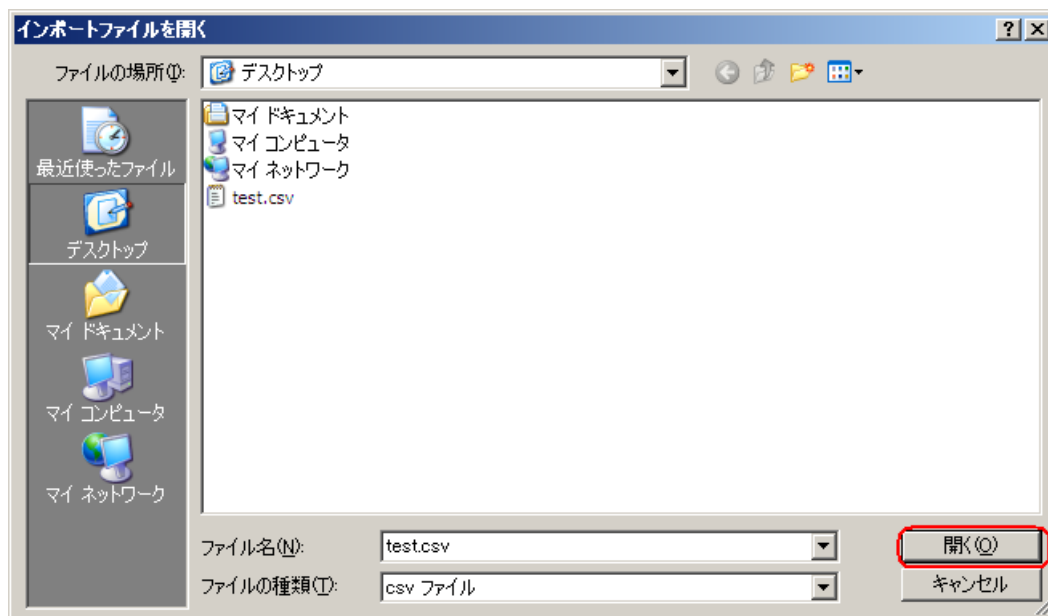 インポートファイルを開く
ファイルの場所(I):
デスクトップ
最近使ったファイル
デスクトップ
マイ ドキュメント
マイ コンピュータ
マイ ネットワーク
マイ ドキュメント
マイ コンピュータ
マイ ネットワーク
test.csv
ファイル名(N):
test.csv
開く(O)
ファイルの種類(T):
csv ファイル
キャンセル